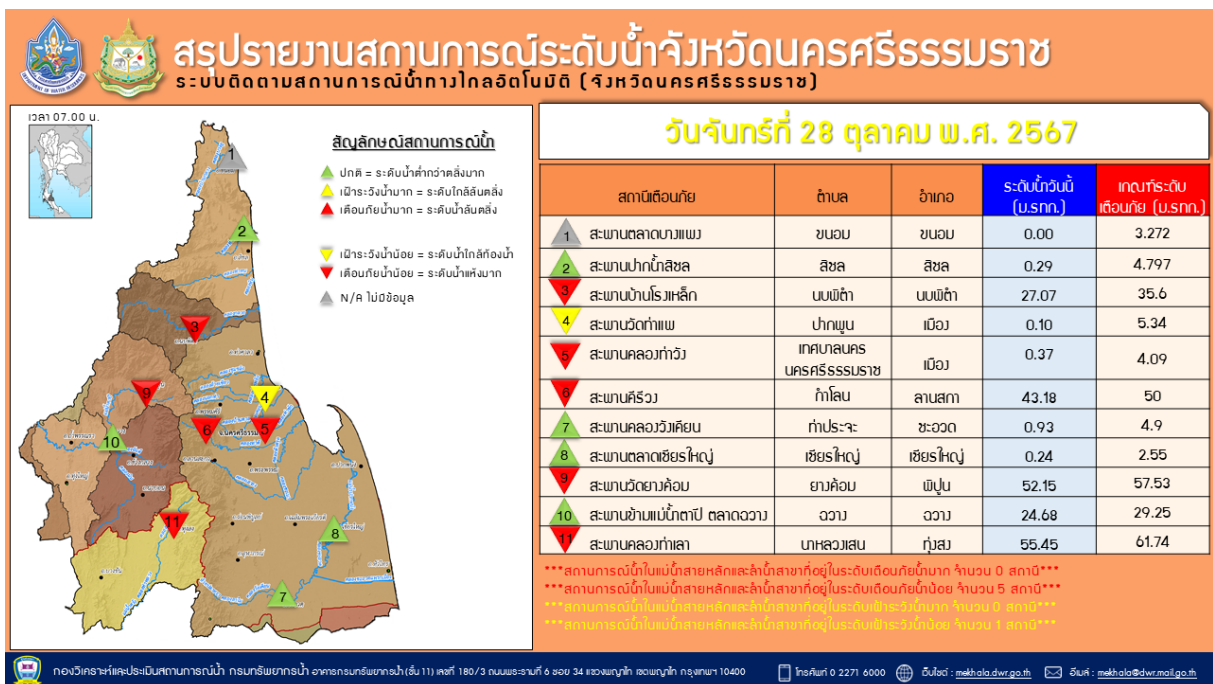 สรุปรายงานสถานการณ์ระดับน้ำจังหวัดนครศรีธรรมราช
ระบบติดตามสถานการณ์น้ำทางไกลอัตโนมัติ (จังหวัดนครศรีธรรมราช)
เวลา 07.00 น.
สัญลักษณ์สถานการณ์น้ำ
ปกติ = ระดับน้ำต่ำกว่าตลิ่งมาก
เฝ้าระวังน้ำมาก = ระดับใกล้ล้นตลิ่ง
เตือนภัยน้ำมาก = ระดับน้ำล้นตลิ่ง
เฝ้าระวังน้ำน้อย = ระดับน้ำใกล้ท้องน้ำ
เตือนภัยน้ำน้อย = ระดับน้ำแห้งมาก
N/A ไม่มีข้อมูล
1
2
3
9
4
6
5
10
11
8
7
วันจันทร์ที่ 28 ตุลาคม พ.ศ. 2567
สถานีเตือนภัย ตำบล อำเภอ ระดับน้ำวันนี้ (ม.รทก.) เกณฑ์ระดับเตือนภัย (ม.รทก.)
1 สะพานตลาดบางแพง ขนอม ขนอม 0.00 3.272
2 สะพานปากน้ำสิชล สิชล สิชล 0.29 4.797
3 สะพานบ้านโรงเหล็ก นบพิตำ นบพิตำ 27.07 35.6
4 สะพานวัดท่าแพ ปากพูน เมือง 0.10 5.34
5 สะพานคลองท่าวัง เทศบาลนครนครศรีธรรมราช เมือง 0.37 4.09
6 สะพานคีรีวง กำโลน ลานสกา 43.18 50
7 สะพานคลองวังเคียน ท่าประจะ ชะอวด 0.93 4.9
8 สะพานตลาดเชียรใหญ่ เชียรใหญ่ เชียรใหญ่ 0.24 2.55
9 สะพานวัดยางค้อม ยางค้อม พิปูน 52.15 57.53
10 สะพานข้ามแม่น้ำตาปี ตลาดฉวาง ฉวาง ฉวาง 24.68 29.25
11 สะพานคลองท่าเลา นาหลวงเสน ทุ่งสง 55.45 61.74
***สถานการณ์น้ำในแม่น้ำสายหลักและลำน้ำสาขาที่อยู่ในระดับเตือนภัยน้ำมาก จำนวน 0 สถานี***
***สถานการณ์น้ำในแม่น้ำสายหลักและลำน้ำสาขาที่อยู่ในระดับเตือนภัยน้ำน้อย จำนวน 5 สถานี***
***สถานการณ์น้ำในแม่น้ำสายหลักและลำน้ำสาขาที่อยู่ในระดับเฝ้าระวังน้ำมาก จำนวน 0 สถานี***
***สถานการณ์น้ำในแม่น้ำสายหลักและลำน้ำสาขาที่อยู่ในระดับเฝ้าระวังน้ำน้อย จำนวน 1 สถานี***
กองวิเคราะห์และประเมินสถานการณ์น้ำ กรมทรัพยากรน้ำ อาคารกรมทรัพยากรน้ำ (ชั้น 11) เลขที่ 180/3 ถนนพระรามที่ 6 ซอย 34 แขวงพญาไท เขตพญาไท กรุงเทพฯ 10400 โทรศัพท์ 0 2271 6000 เว็บไซต์ : mekhala.dwr.go.th อีเมล์ : mekhala@dwr.mail.go.th